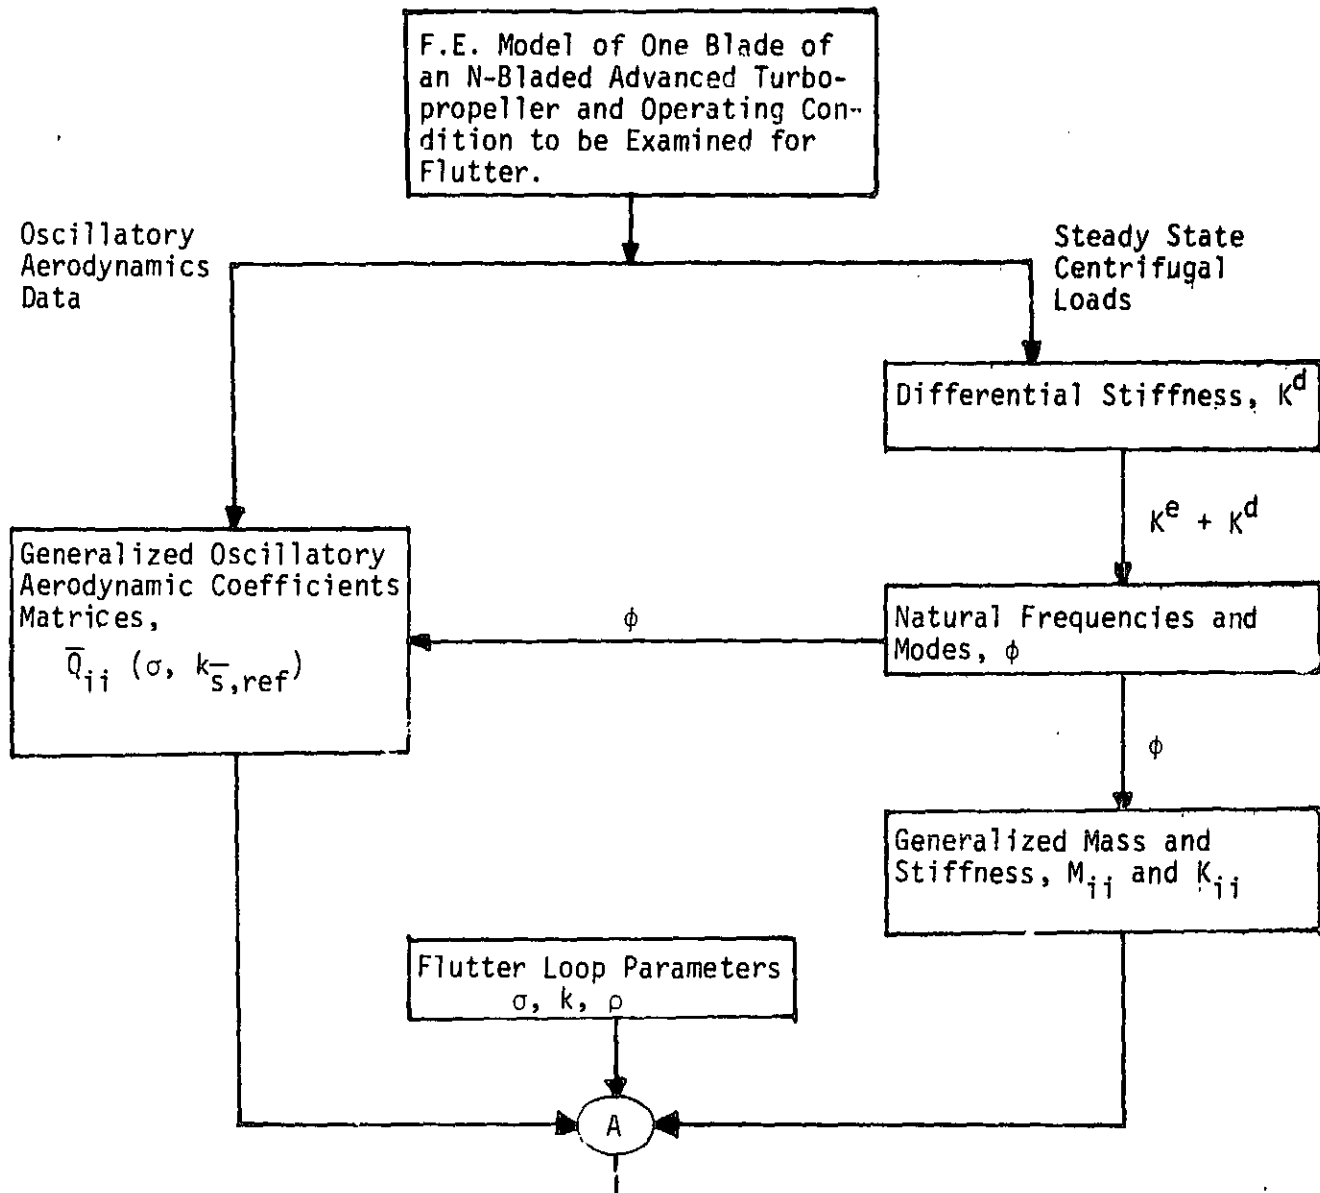 F.E. Model of One Blade of
an N-Bladed Advanced Turbo-
propeller and Operating Con-
dition to be Examined for
Flutter.
Oscillatory
Aerodynamics
Data
Steady State
Centrifugal
Loads
Differential Stiffness, K^d
K^e + K^d
Generalized Oscillatory
Aerodynamic Coefficients
Matrices,
Q̅_ii (σ, k_s̅,ref)
ϕ
Natural Frequencies and
Modes, ϕ
ϕ
Generalized Mass and
Stiffness, M_ii and K_ii
Flutter Loop Parameters
σ, k, ρ
A